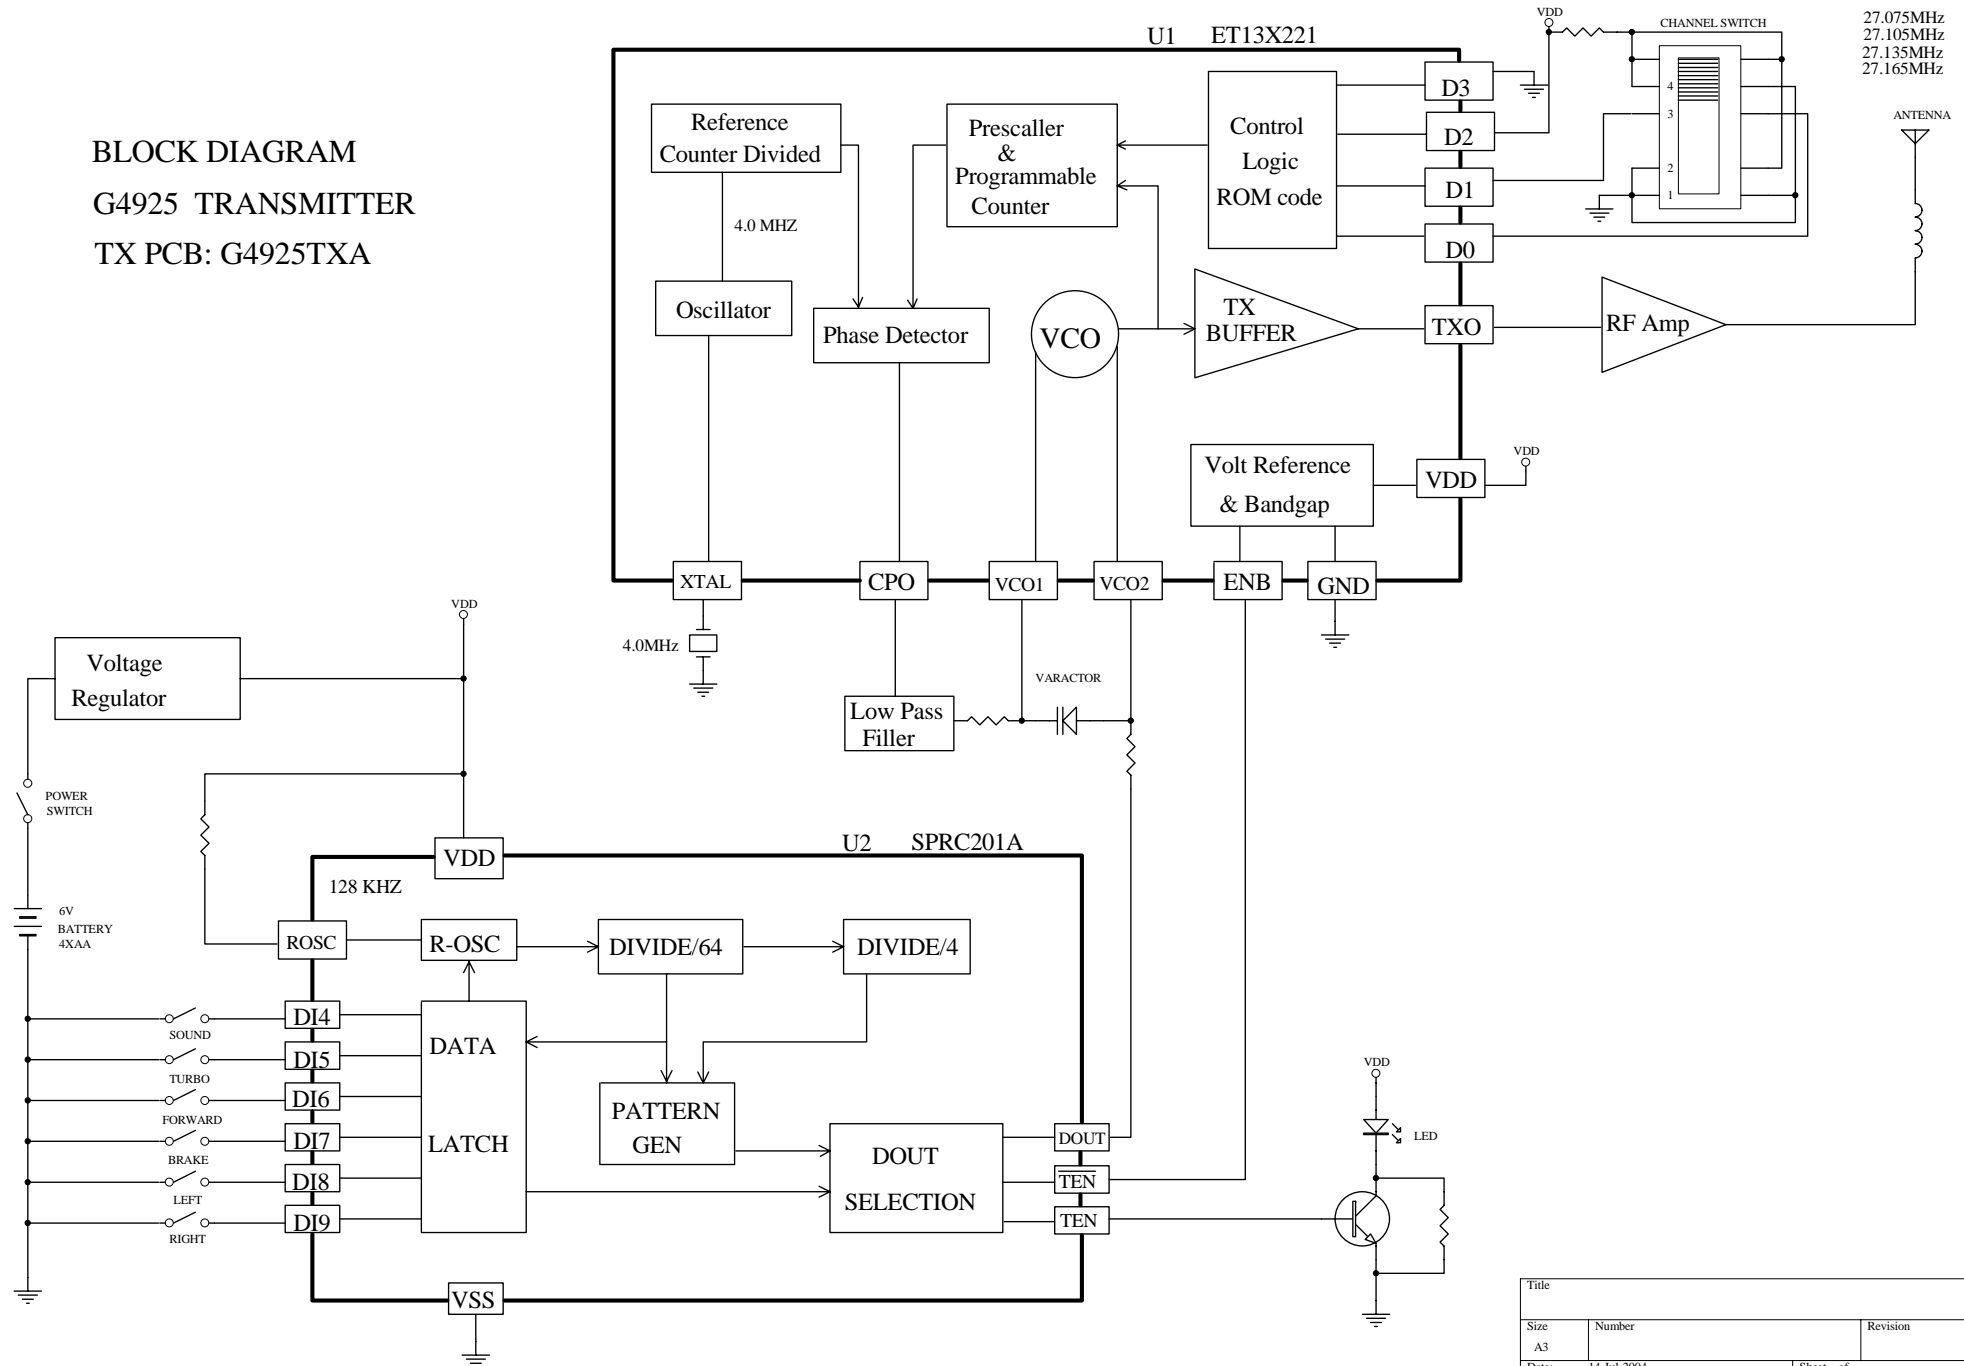 BLOCK DIAGRAM
G4925 TRANSMITTER
TX PCB: G4925TXA
U1 ET13X221
Reference
Counter Divided
4.0 MHZ
Oscillator
Prescaller
&
Programmable
Counter
Phase Detector
Control
Logic
ROM code
VCO
TX
BUFFER
Volt Reference
& Bandgap
D3
D2
D1
D0
TXO
VDD
XTAL
CPO
VCO1
VCO2
ENB
GND
VDD
CHANNEL SWITCH
4
3
2
1
27.075MHz
27.105MHz
27.135MHz
27.165MHz
ANTENNA
RF Amp
VDD
4.0MHz
Low Pass
Filler
VARACTOR
VDD
Voltage
Regulator
POWER
SWITCH
6V
BATTERY
4XAA
U2 SPRC201A
VDD
128 KHZ
ROSC
R-OSC
DIVIDE/64
DIVIDE/4
DI4
DI5
DI6
DI7
DI8
DI9
SOUND
TURBO
FORWARD
BRAKE
LEFT
RIGHT
DATA
LATCH
PATTERN
GEN
DOUT
SELECTION
DOUT
TEN
TEN
VSS
VDD
LED
Title
Size
A3
Number
Revision
Date:
14-Jul-2004
Sheet of